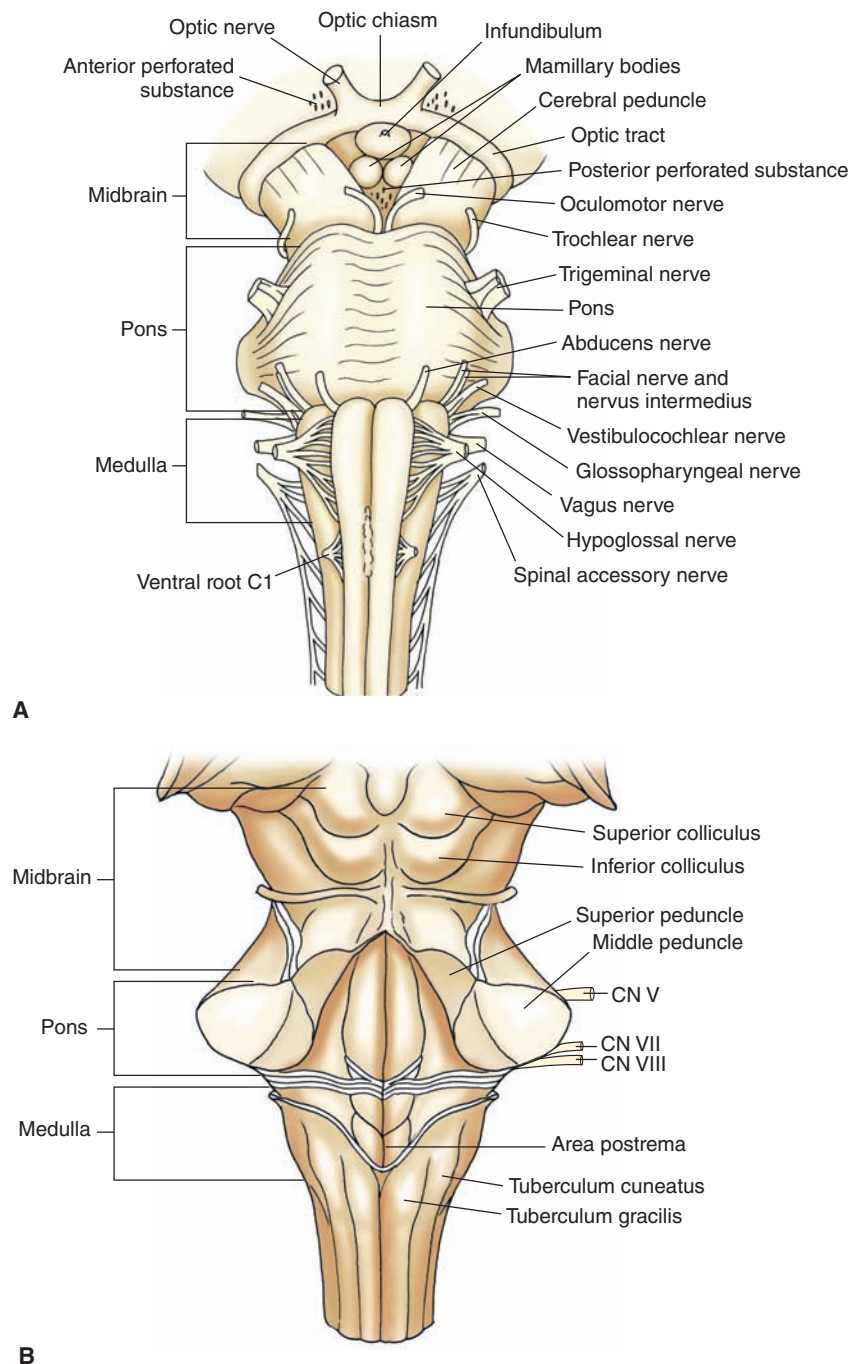 Optic chiasm
Optic nerve
Infundibulum
Anterior perforated
substance
Mamillary bodies
Cerebral peduncle
Optic tract
Posterior perforated substance
Midbrain
Oculomotor nerve
Trochlear nerve
Trigeminal nerve
Pons
Pons
Abducens nerve
Facial nerve and
nervus intermedius
Vestibulocochlear nerve
Medulla
Glossopharyngeal nerve
Vagus nerve
Hypoglossal nerve
Ventral root C1
Spinal accessory nerve
A
Superior colliculus
Inferior colliculus
Midbrain
Superior peduncle
Middle peduncle
CN V
Pons
CN VII
CN VIII
Medulla
Area postrema
Tuberculum cuneatus
Tuberculum gracilis
B